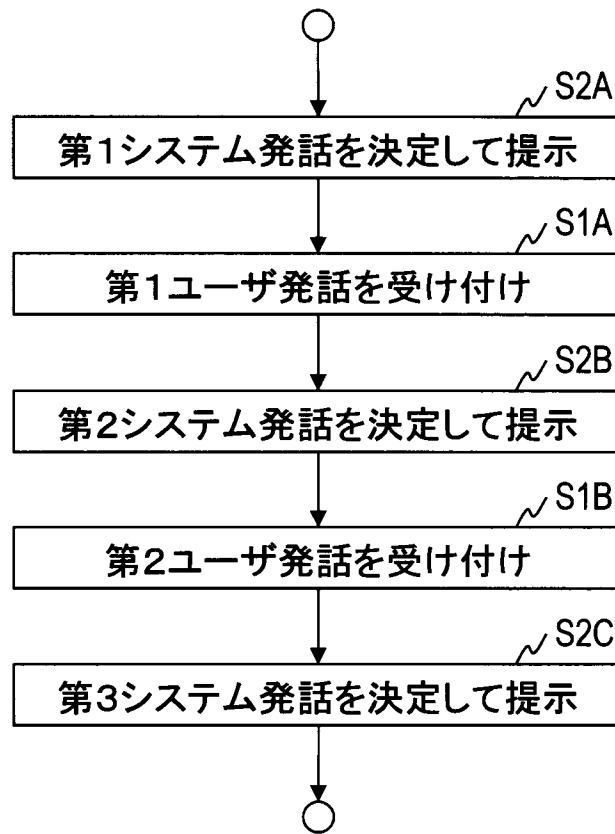 S2A
第1システム発話を決定して提示
S1A
第1ユーザ発話を受け付け
S2B
第2システム発話を決定して提示
S1B
第2ユーザ発話を受け付け
S2C
第3システム発話を決定して提示